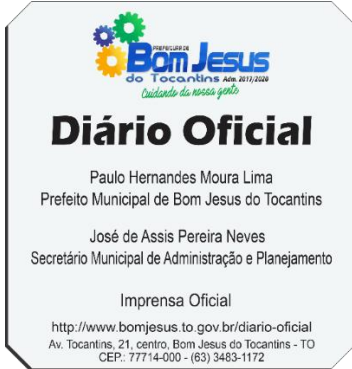 PREFEITURA DE
Bom Jesus
do Tocantins Adm. 2017/2020
Cuidando da nossa gente
Diário Oficial
Paulo Hernandes Moura Lima
Prefeito Municipal de Bom Jesus do Tocantins
José de Assis Pereira Neves
Secretário Municipal de Administração e Planejamento
Imprensa Oficial
http://www.bomjesus.to.gov.br/diario-oficial
Av. Tocantins, 21, centro, Bom Jesus do Tocantins - TO
CEP.: 77714-000 - (63) 3483-1172